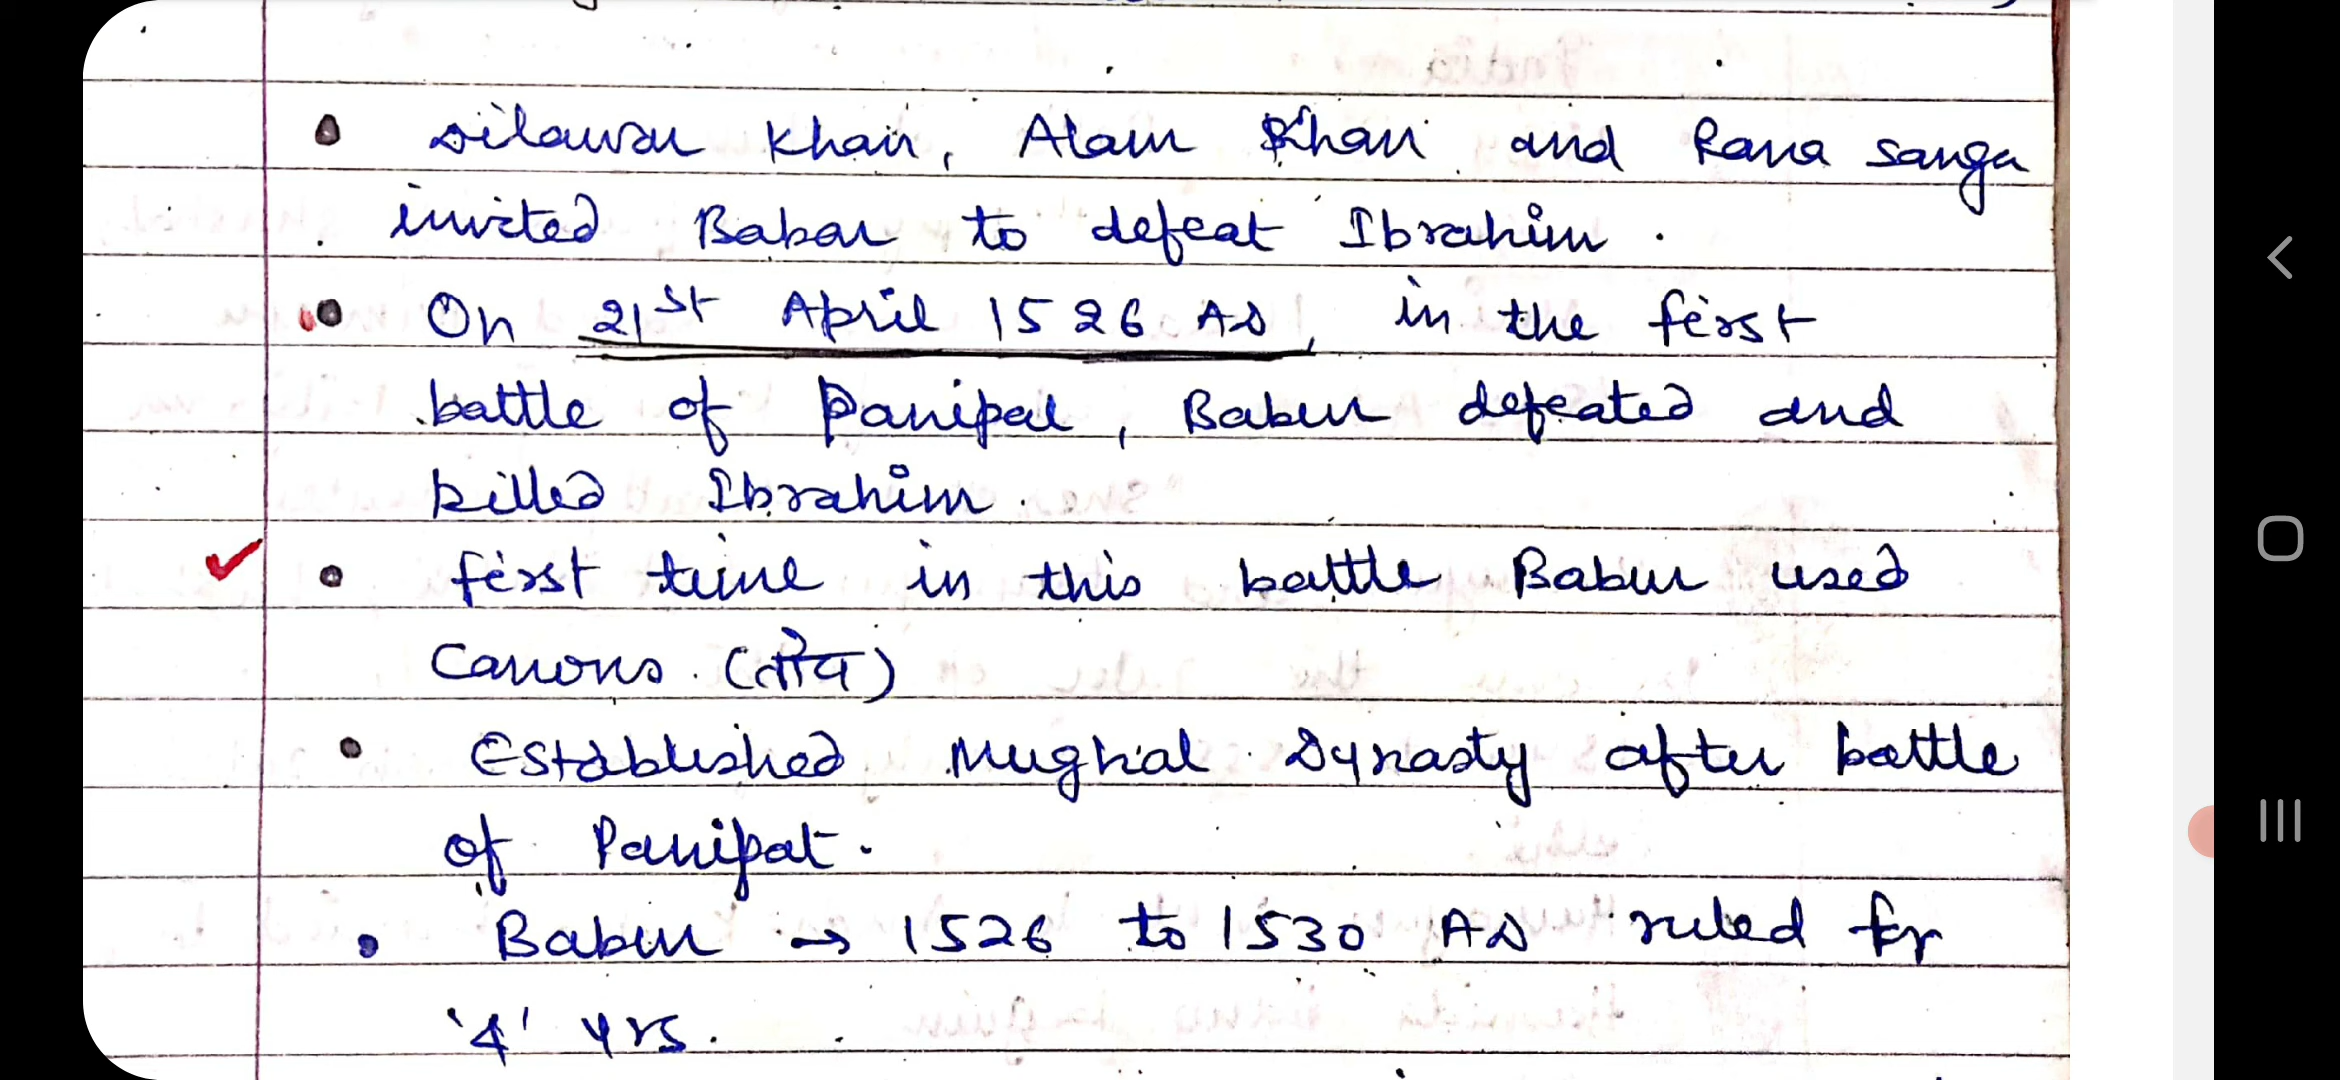 • Dilawar Khan, Alam Khan and Rana Sanga
invited Babar to defeat Ibrahim.
• On 21st April 1526 AD, in the first
battle of Panipat, Babur defeated and
killed Ibrahim.
• first time in this battle Babur used
Canons. (तोप)
• Established Mughal Dynasty after battle
of Panipat.
• Babur → 1526 to 1530 AD ruled for
'4' yrs.